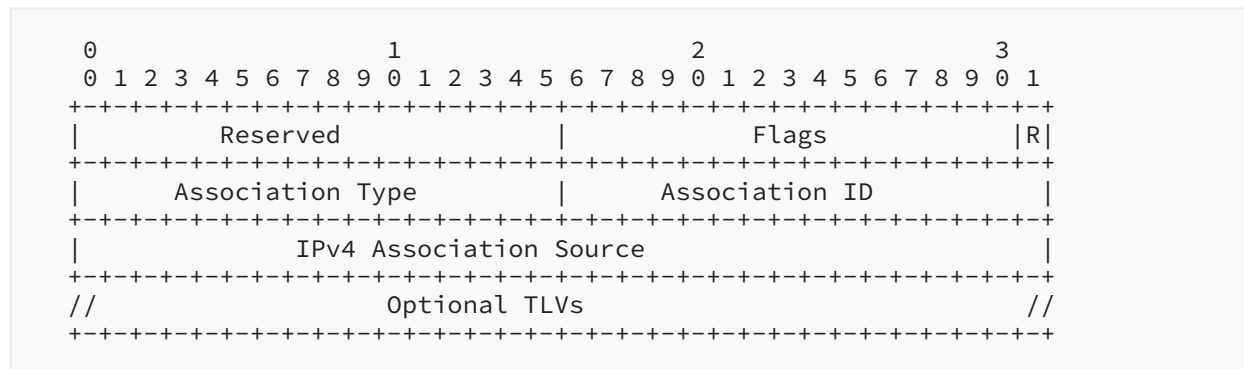 0                   1                   2                   3
 0 1 2 3 4 5 6 7 8 9 0 1 2 3 4 5 6 7 8 9 0 1 2 3 4 5 6 7 8 9 0 1
+-+-+-+-+-+-+-+-+-+-+-+-+-+-+-+-+-+-+-+-+-+-+-+-+-+-+-+-+-+-+-+-+
|         Reserved              |            Flags            |R|
+-+-+-+-+-+-+-+-+-+-+-+-+-+-+-+-+-+-+-+-+-+-+-+-+-+-+-+-+-+-+-+-+
|      Association Type         |      Association ID           |
+-+-+-+-+-+-+-+-+-+-+-+-+-+-+-+-+-+-+-+-+-+-+-+-+-+-+-+-+-+-+-+-+
|              IPv4 Association Source                          |
+-+-+-+-+-+-+-+-+-+-+-+-+-+-+-+-+-+-+-+-+-+-+-+-+-+-+-+-+-+-+-+-+
//                   Optional TLVs                             //
+-+-+-+-+-+-+-+-+-+-+-+-+-+-+-+-+-+-+-+-+-+-+-+-+-+-+-+-+-+-+-+-+